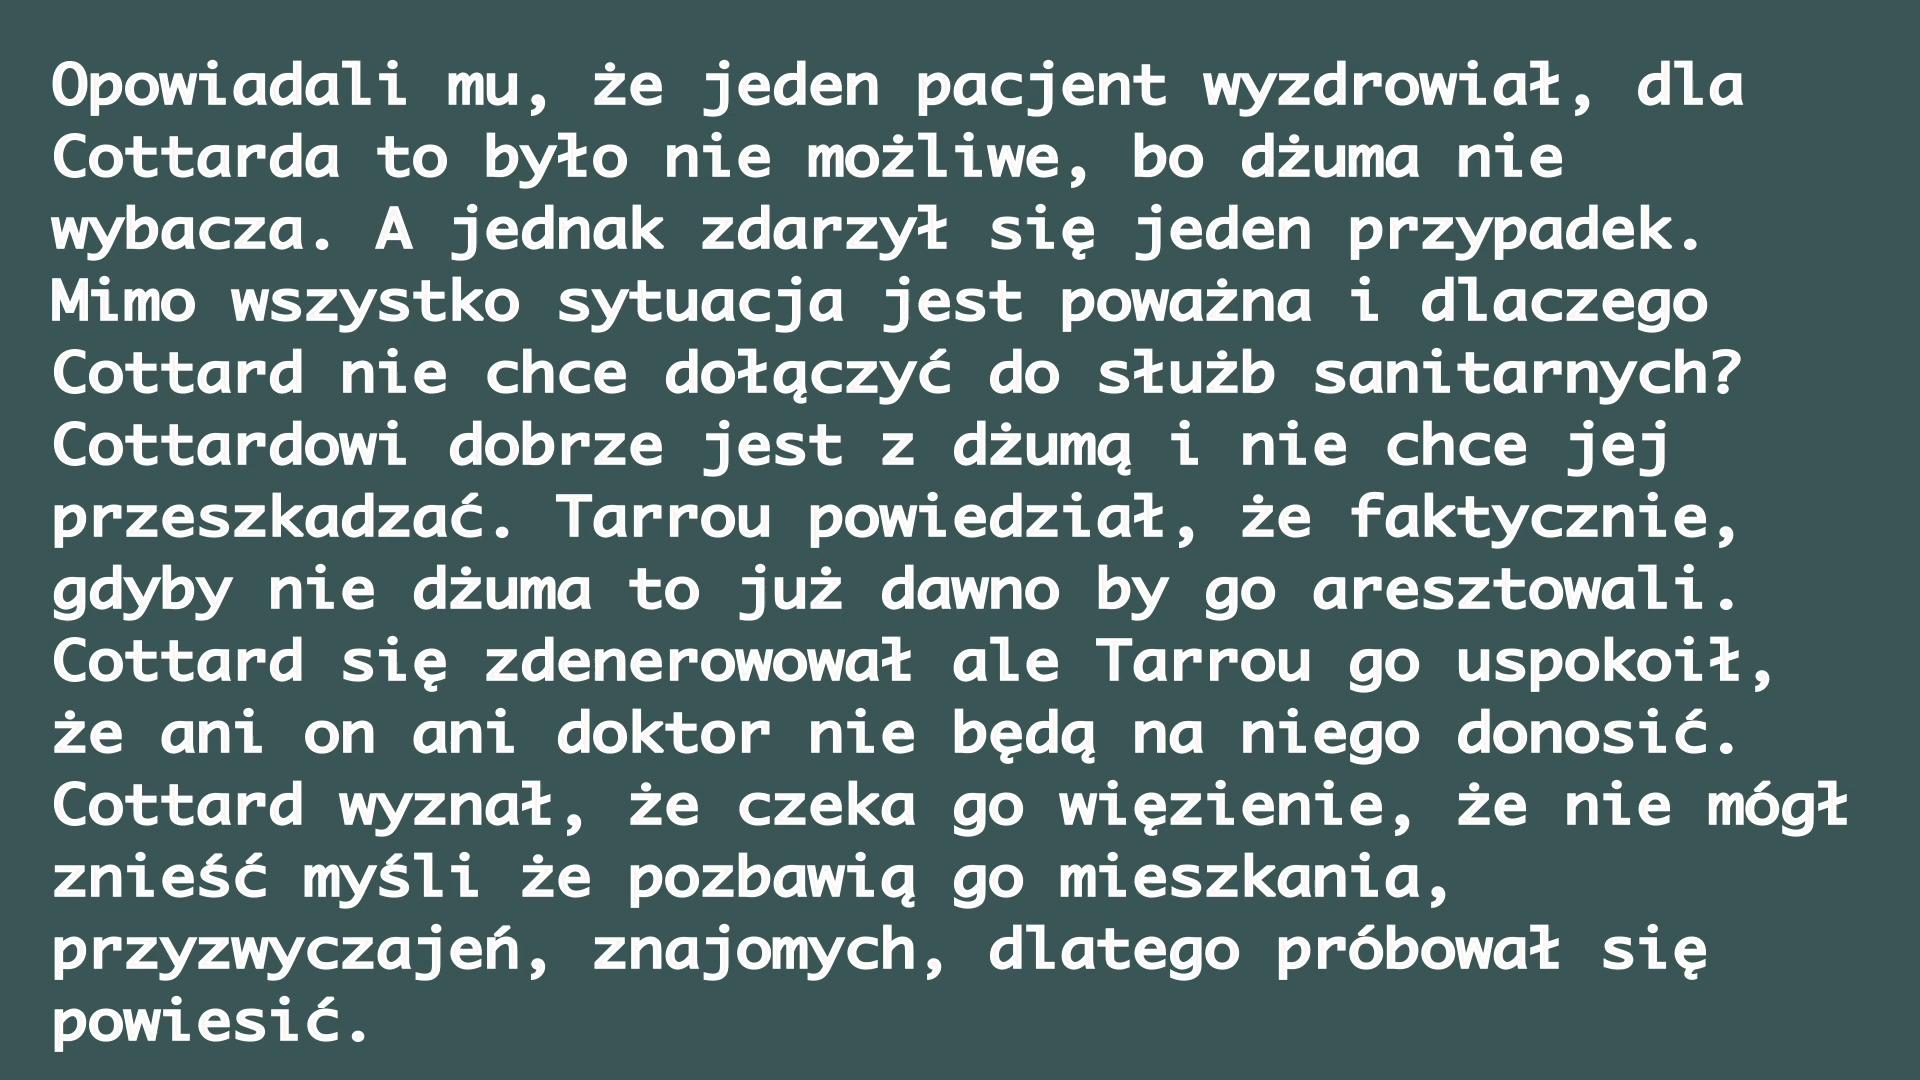 Opowiadali mu, że jeden pacjent wyzdrowiał, dla
Cottarda to było nie możliwe, bo dżuma nie
wybacza. A jednak zdarzył się jeden przypadek.
Mimo wszystko sytuacja jest poważna i dlaczego
Cottard nie chce dołączyć do służb sanitarnych?
Cottardowi dobrze jest z dżumą i nie chce jej
przeszkadzać. Tarrou powiedział, że faktycznie,
gdyby nie dżuma to już dawno by go aresztowali.
Cottard się zdenerowował ale Tarrou go uspokoił,
że ani on ani doktor nie będą na niego donosić.
Cottard wyznał, że czeka go więzienie, że nie mógł
znieść myśli że pozbawią go mieszkania,
przyzwyczajeń, znajomych, dlatego próbował się
powiesić.